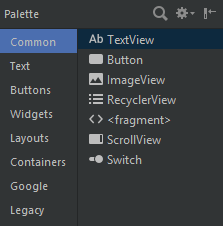 Palette
Common
Text
Buttons
Widgets
Layouts
Containers
Google
Legacy
Ab TextView
Button
ImageView
RecyclerView
<fragment>
ScrollView
Switch